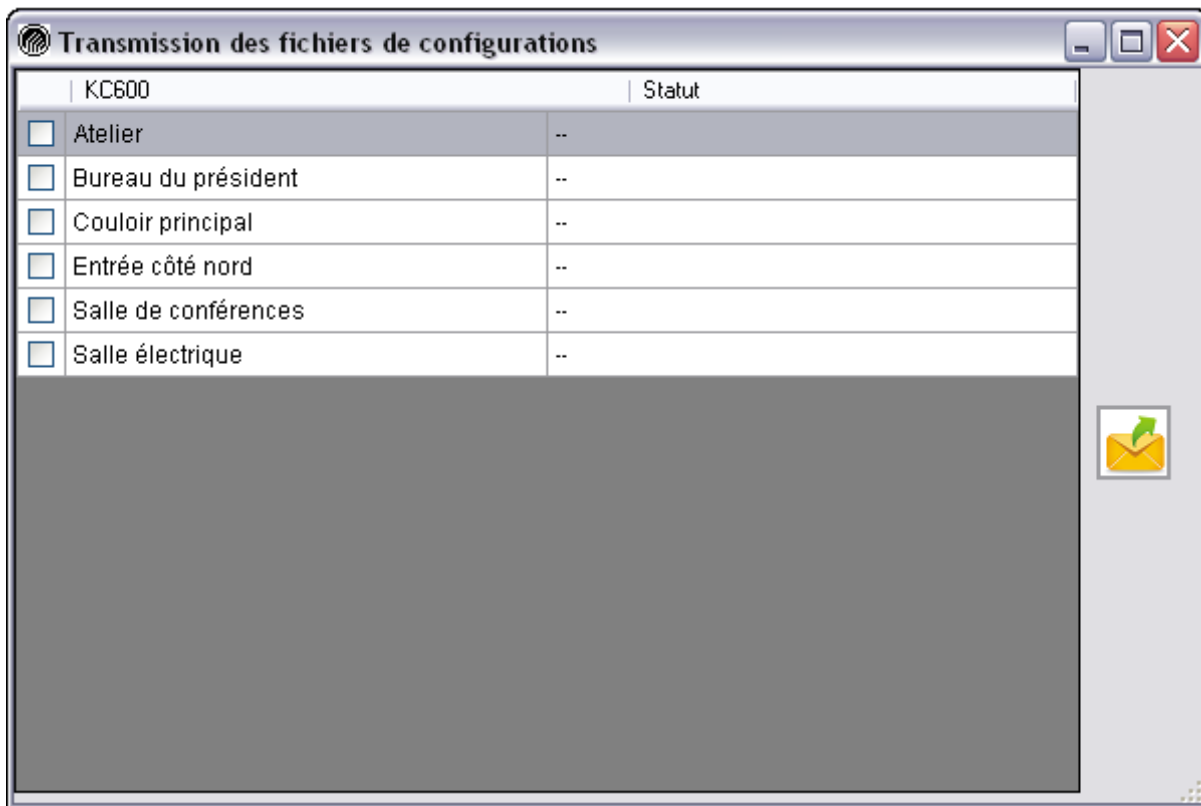 Transmission des fichiers de configurations
KC600 Statut
Atelier --
Bureau du président --
Couloir principal --
Entrée côté nord --
Salle de conférences --
Salle électrique --